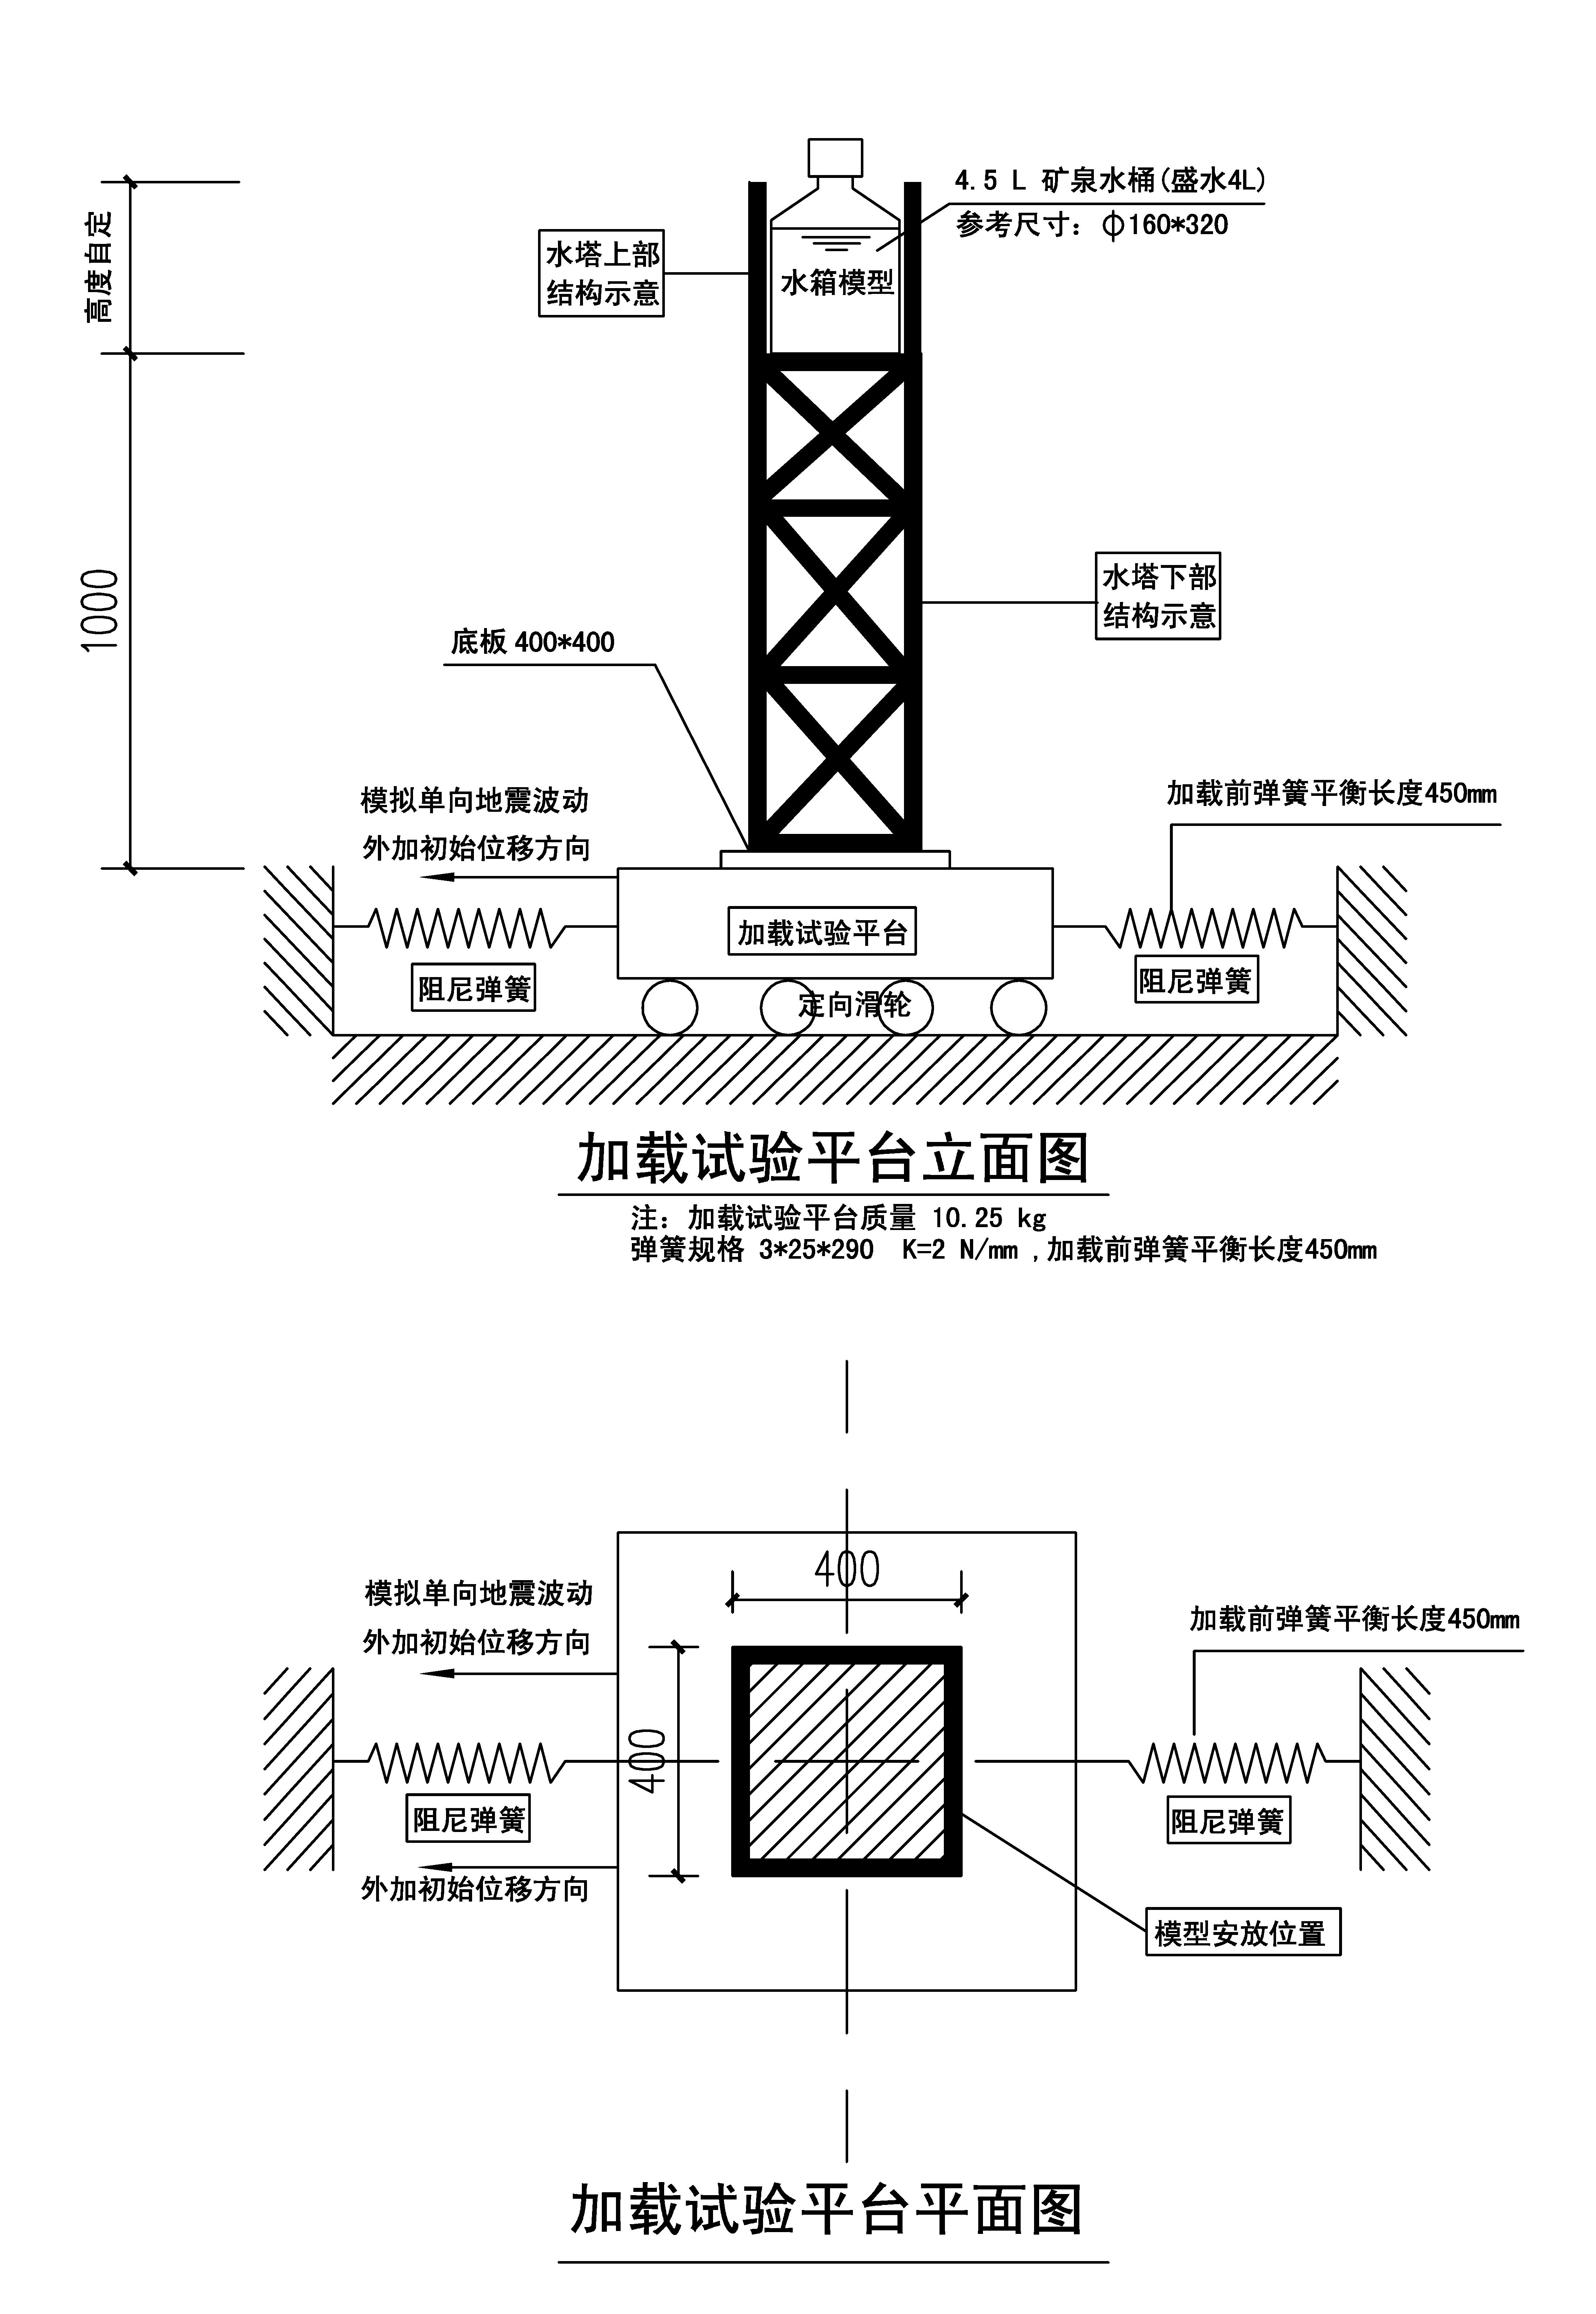 4.5 L 矿泉水桶(盛水4L)
参考尺寸：ϕ160*320
高度自定
水塔上部
结构示意
水箱模型
1000
水塔下部
结构示意
底板 400*400
模拟单向地震波动
外加初始位移方向
加载前弹簧平衡长度450mm
加载试验平台
阻尼弹簧
阻尼弹簧
定向滑轮
加载试验平台立面图
注：加载试验平台质量 10.25 kg
弹簧规格 3*25*290 K=2 N/mm ,加载前弹簧平衡长度450mm
400
模拟单向地震波动
外加初始位移方向
加载前弹簧平衡长度450mm
400
阻尼弹簧
阻尼弹簧
外加初始位移方向
模型安放位置
加载试验平台平面图